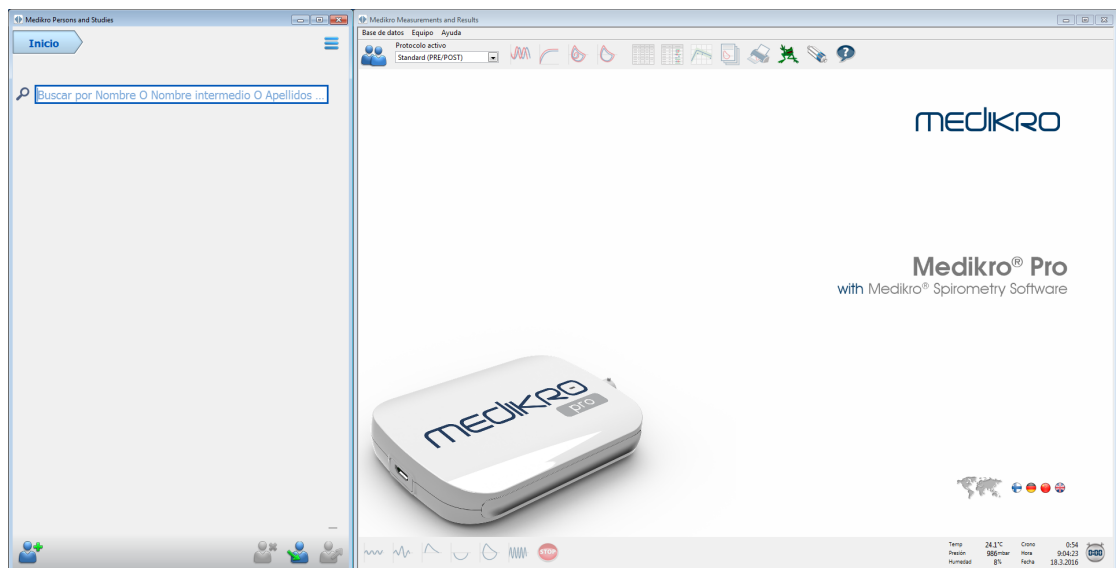 Medikro Persons and Studies
Inicio
Buscar por Nombre O Nombre intermedio O Apellidos ...
Medikro Measurements and Results
Base de datos Equipo Ayuda
Protocolo activo
Standard (PRE/POST)
MEDIKRO
Medikro® Pro
with Medikro® Spirometry Software
MEDIKRO
pro
STOP
Temp 24.1°C Crono 0:54
Presión 986mbar Hora 9:04:23
Humedad 8% Fecha 18.3.2016
0:00